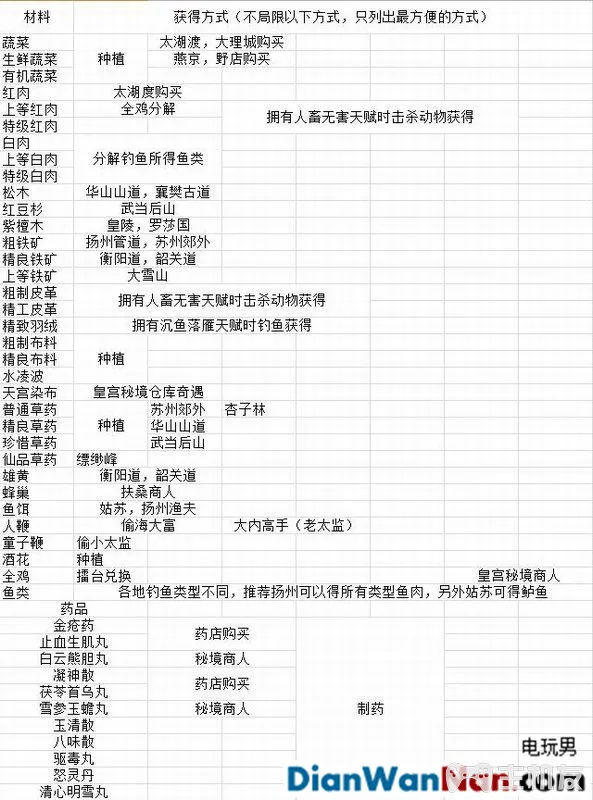 材料 获得方式（不局限以下方式，只列出最方便的方式）
蔬菜 太湖渡，大理城购买
生鲜蔬菜 种植 燕京，野店购买
有机蔬菜
红肉 太湖度购买
上等红肉 全鸡分解
拥有人畜无害天赋时击杀动物获得
特级红肉
白肉
上等白肉 分解钓鱼所得鱼类
特级白肉
松木 华山山道，襄樊古道
红豆杉 武当后山
紫檀木 皇陵，罗莎国
粗铁矿 扬州管道，苏州郊外
精良铁矿 衡阳道，韶关道
上等铁矿 大雪山
粗制皮革
拥有人畜无害天赋时击杀动物获得
精工皮革
精致羽绒 拥有沉鱼落雁天赋时钓鱼获得
粗制布料
精良布料 种植
水凌波
天宫染布 皇宫秘境仓库奇遇
普通草药 苏州郊外 杏子林
精良草药 种植 华山山道
珍惜草药 武当后山
仙品草药 缥缈峰
雄黄 衡阳道，韶关道
蜂巢 扶桑商人
鱼饵 姑苏，扬州渔夫
人鞭 偷海大富 大内高手（老太监）
童子鞭 偷小太监
酒花 种植
全鸡 擂台兑换 皇宫秘境商人
鱼类 各地钓鱼类型不同，推荐扬州可以得所有类型鱼肉，另外姑苏可得鲈鱼
药品
金疮药
药店购买
止血生肌丸
白云熊胆丸 秘境商人
凝神散
药店购买
茯苓首乌丸
雪参玉蟾丸 秘境商人 制药
玉清散
八味散
驱毒丸
怒灵丹
清心明雪丸
电玩男
DianWanNan.com